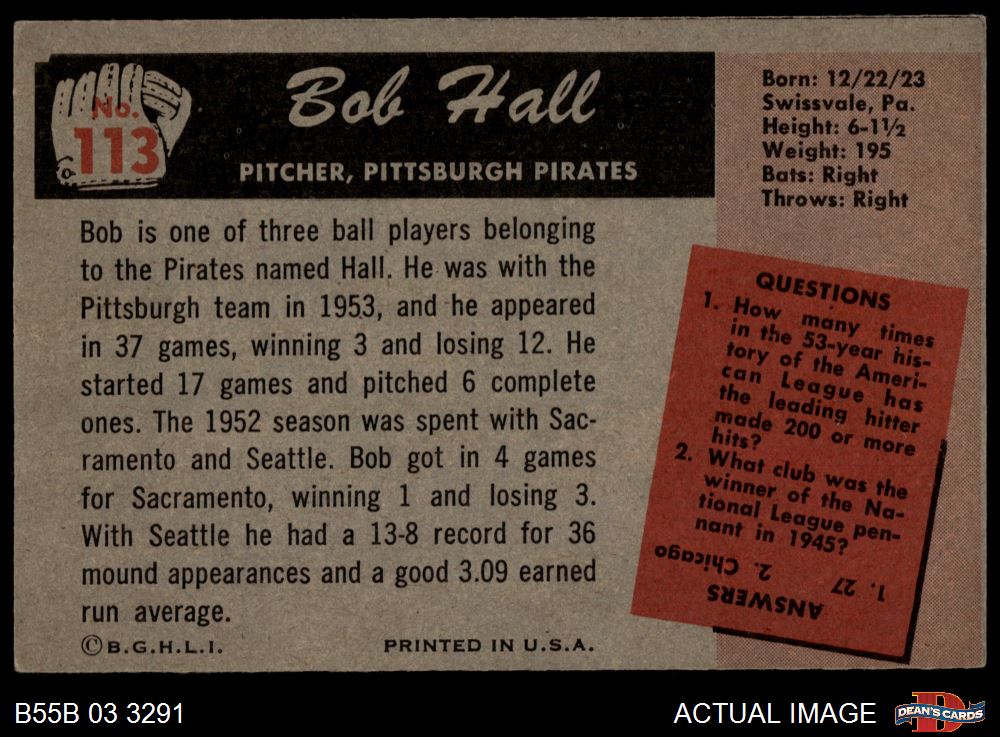 No.
113
Bob Hall
PITCHER, PITTSBURGH PIRATES
Born: 12/22/23
Swissvale, Pa.
Height: 6-1½
Weight: 195
Bats: Right
Throws: Right
Bob is one of three ball players belonging
to the Pirates named Hall. He was with the
Pittsburgh team in 1953, and he appeared
in 37 games, winning 3 and losing 12. He
started 17 games and pitched 6 complete
ones. The 1952 season was spent with Sac-
ramento and Seattle. Bob got in 4 games
for Sacramento, winning 1 and losing 3.
With Seattle he had a 13-8 record for 36
mound appearances and a good 3.09 earned
run average.
©B.G.H.L.I.
PRINTED IN U.S.A.
QUESTIONS
1. How many times
in the 53-year his-
tory of the Ameri-
can League has
the leading hitter
made 200 or more
hits?
2. What club was the
winner of the Na-
tional League pen-
nant in 1945?
ANSWERS
1. 27 2. Chicago
B55B 03 3291
ACTUAL IMAGE
DEAN'S CARDS